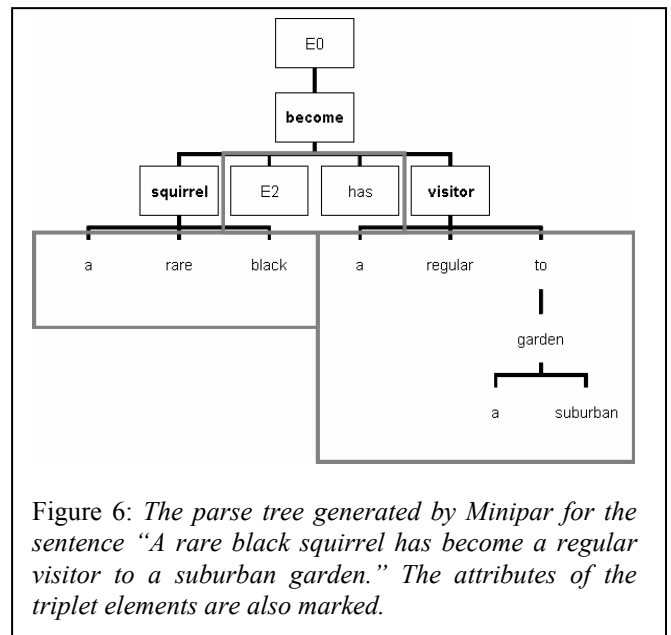 E0
become
squirrel E2 has visitor
a rare black a regular to
garden
a suburban
Figure 6: The parse tree generated by Minipar for the
sentence “A rare black squirrel has become a regular
visitor to a suburban garden.” The attributes of the
triplet elements are also marked.